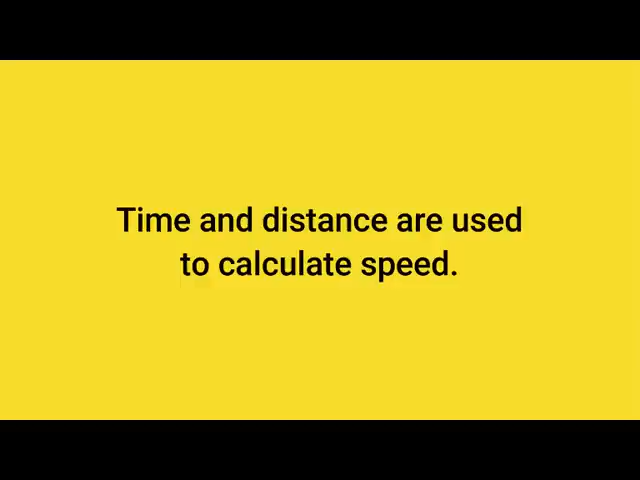 Time and distance are used
to calculate speed.